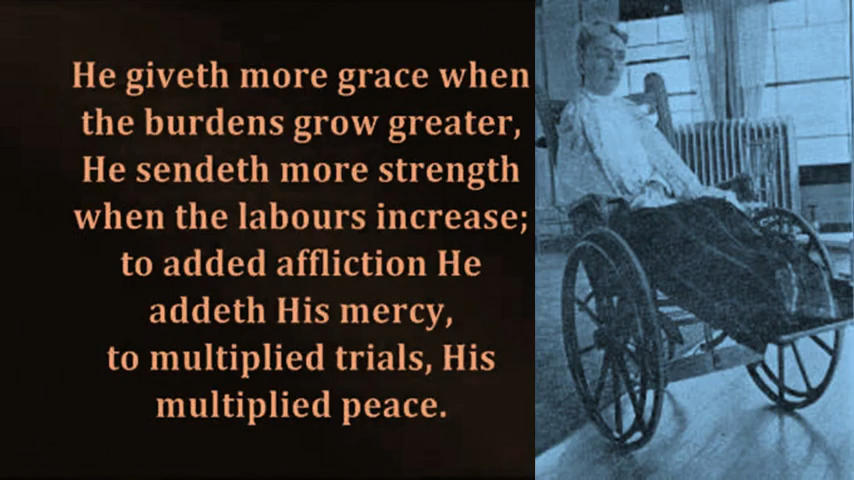 He giveth more grace when
the burdens grow greater,
He sendeth more strength
when the labours increase;
to added affliction He
addeth His mercy,
to multiplied trials, His
multiplied peace.